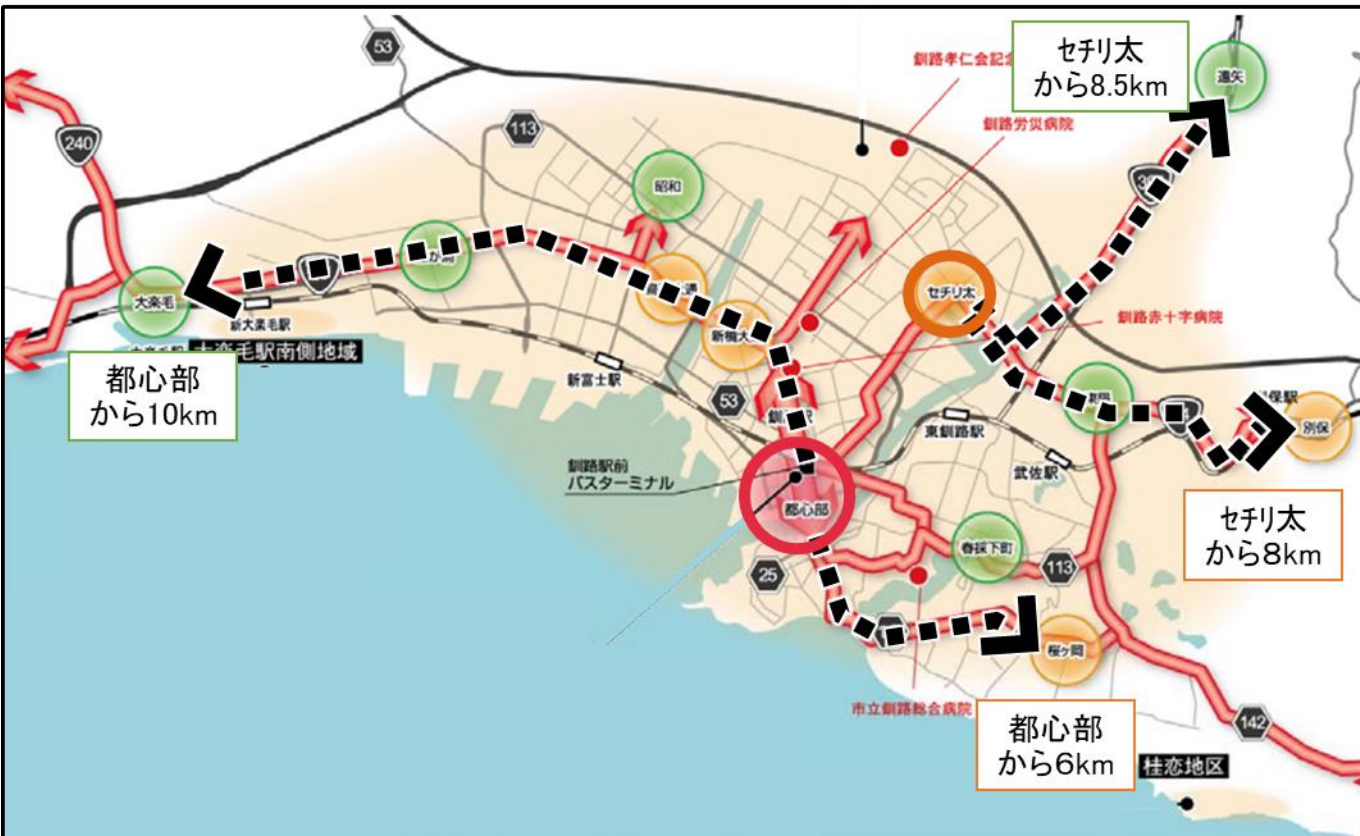 53
釧路孝仁会記
セチリ太
から8.5km
遠矢
釧路労災病院
240
113
昭和
大楽毛
新大楽毛駅
大楽毛駅南側地域
都心部
から10km
新富士駅
新橋大
セチリ太
釧路赤十字病院
53
東釧路駅
武佐駅
別保
釧路駅前
バスターミナル
都心部
セチリ太
から8km
25
春採下町
113
桜ヶ岡
市立釧路総合病院
都心部
から6km
142
桂恋地区